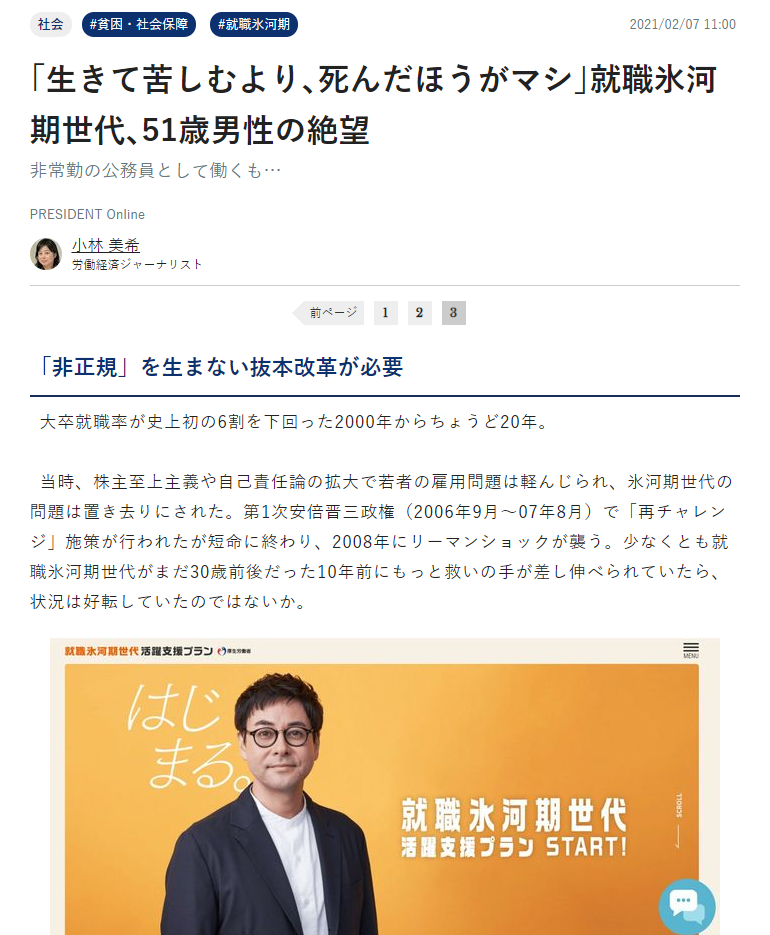 社会 #貧困・社会保障 #就職氷河期 2021/02/07 11:00
「生きて苦しむより、死んだほうがマシ」就職氷河
期世代、51歳男性の絶望
非常勤の公務員として働くも…
PRESIDENT Online
小林 美希
労働経済ジャーナリスト
前ページ 1 2 3
「非正規」を生まない抜本改革が必要
大卒就職率が史上初の6割を下回った2000年からちょうど20年。
当時、株主至上主義や自己責任論の拡大で若者の雇用問題は軽んじられ、氷河期世代の
問題は置き去りにされた。第1次安倍晋三政権（2006年9月～07年8月）で「再チャレン
ジ」施策が行われたが短命に終わり、2008年にリーマンショックが襲う。少なくとも就
職氷河期世代がまだ30歳前後だった10年前にもっと救いの手が差し伸べられていたら、
状況は好転していたのではないか。
就職氷河期世代活躍支援プラン 厚生労働省 MENU
はじ
まる。
就職氷河期世代
活躍支援プラン START!
SCROLL